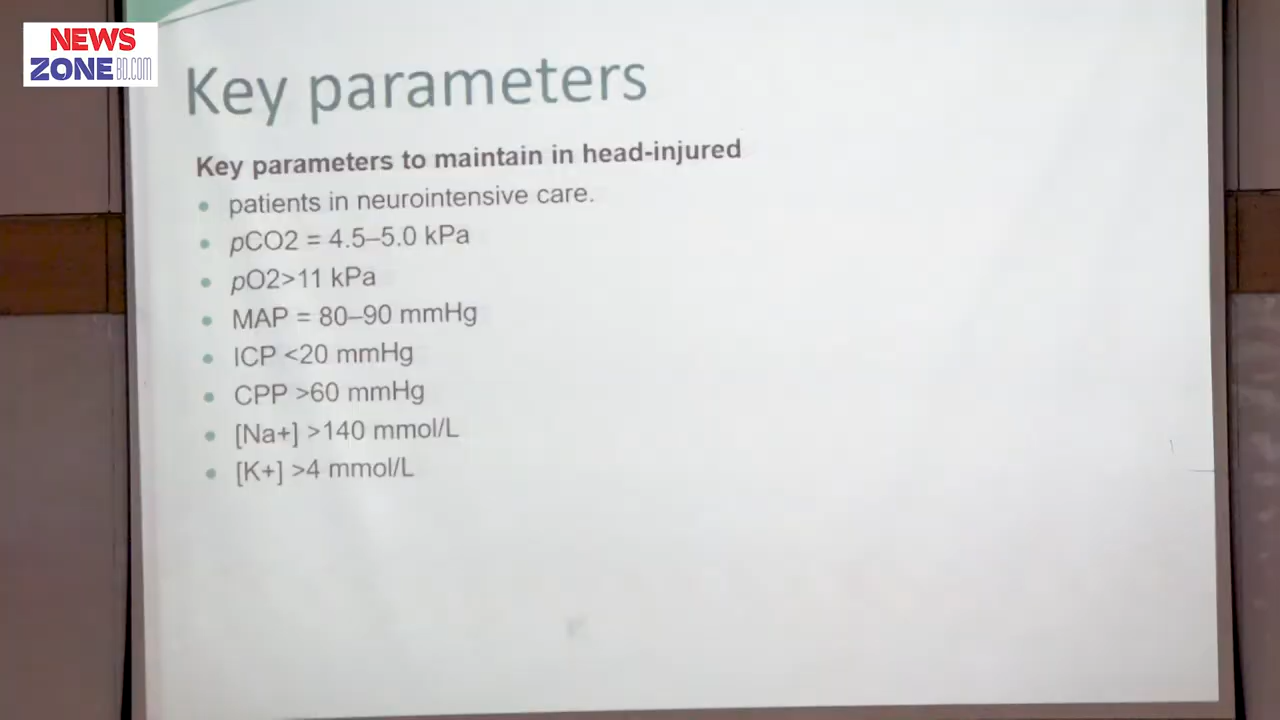 NEWS
ZONEBD.COM
Key parameters
Key parameters to maintain in head-injured
• patients in neurointensive care.
• pCO2 = 4.5–5.0 kPa
• pO2>11 kPa
• MAP = 80–90 mmHg
• ICP <20 mmHg
• CPP >60 mmHg
• [Na+] >140 mmol/L
• [K+] >4 mmol/L